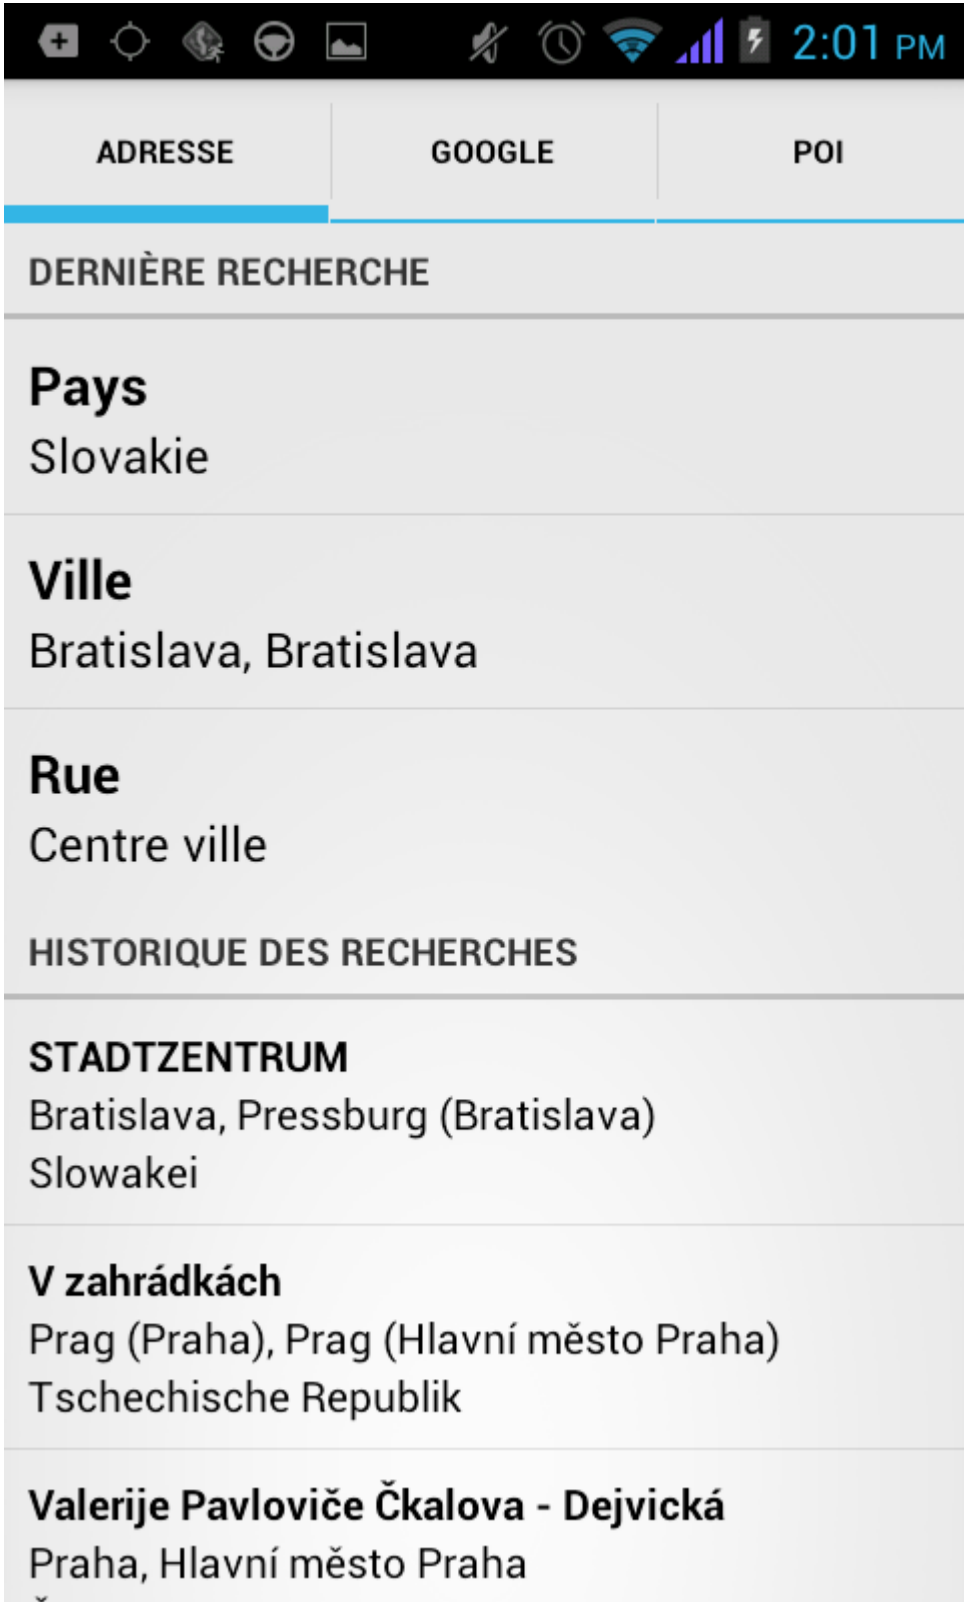 2:01 PM
ADRESSE GOOGLE POI
DERNIÈRE RECHERCHE
Pays
Slovakie
Ville
Bratislava, Bratislava
Rue
Centre ville
HISTORIQUE DES RECHERCHES
STADTZENTRUM
Bratislava, Pressburg (Bratislava)
Slowakei
V zahrádkách
Prag (Praha), Prag (Hlavní město Praha)
Tschechische Republik
Valerije Pavloviče Čkalova - Dejvická
Praha, Hlavní město Praha